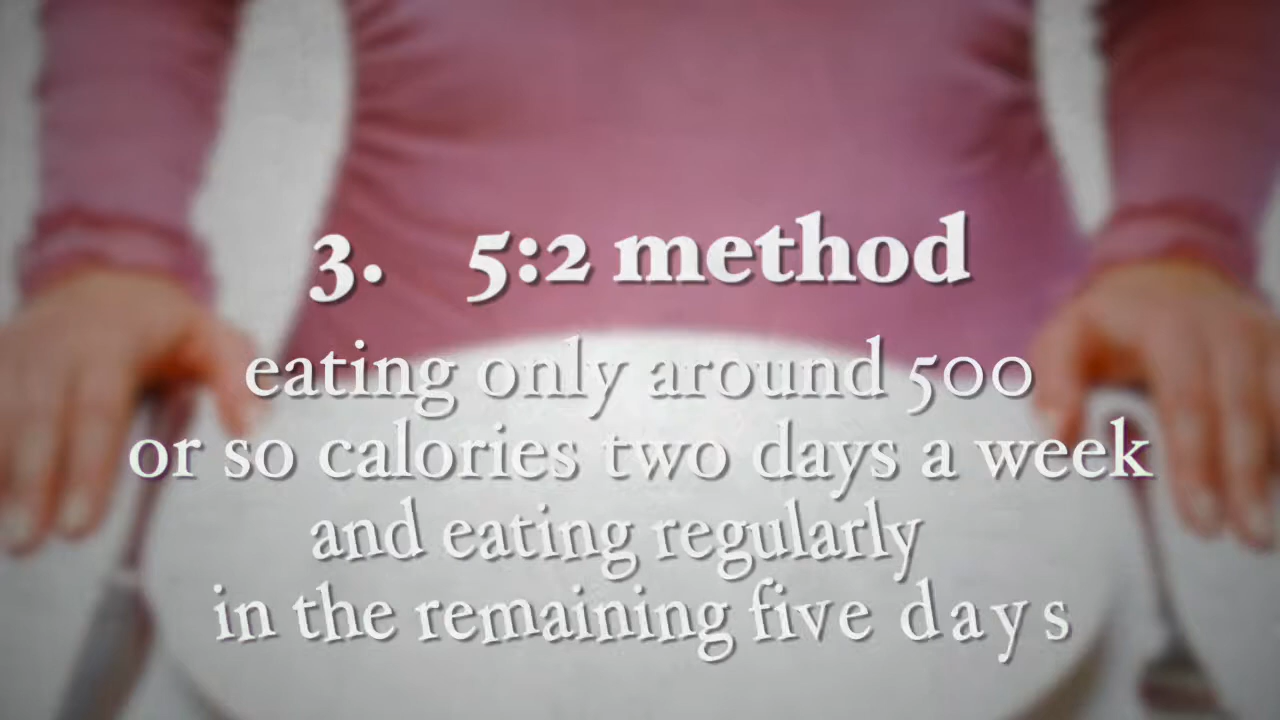 3. 5:2 method
eating only around 500
or so calories two days a week
and eating regularly
in the remaining five days